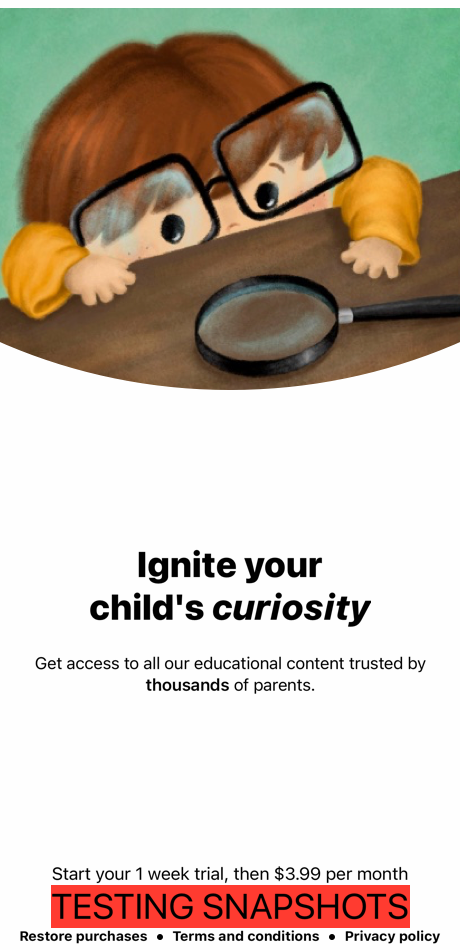 Ignite your
child's curiosity
Get access to all our educational content trusted by
thousands of parents.
Start your 1 week trial, then $3.99 per month
TESTING SNAPSHOTS
Restore purchases • Terms and conditions • Privacy policy